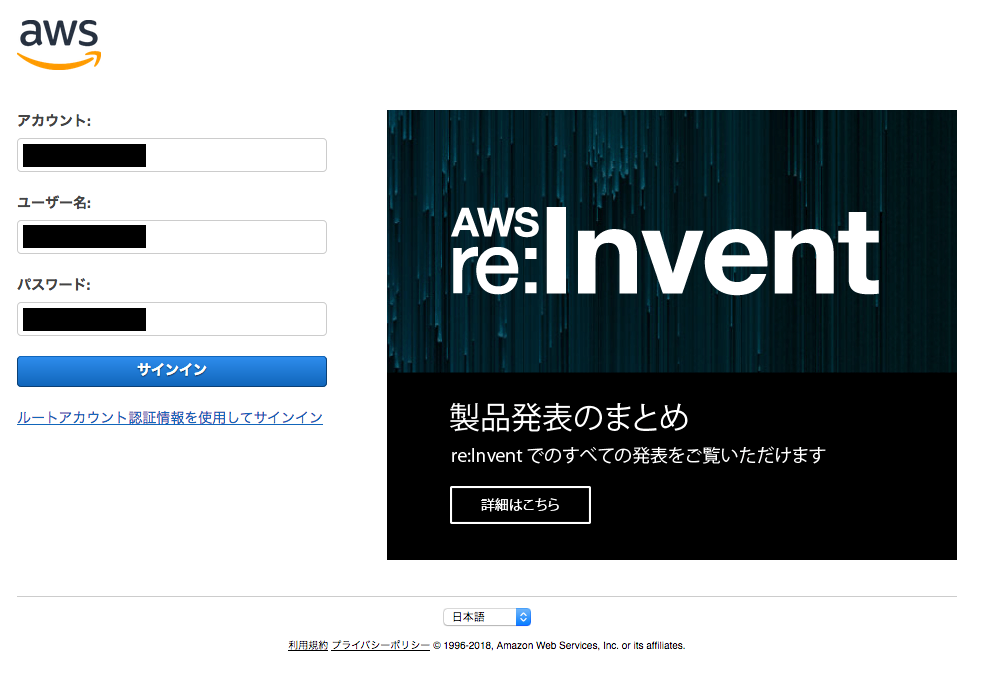 aws
アカウント:
ユーザー名:
パスワード:
サインイン
ルートアカウント認証情報を使用してサインイン
AWS
re:Invent
製品発表のまとめ
re:Invent でのすべての発表をご覧いただけます
詳細はこちら
日本語
利用規約 プライバシーポリシー © 1996-2018, Amazon Web Services, Inc. or its affiliates.